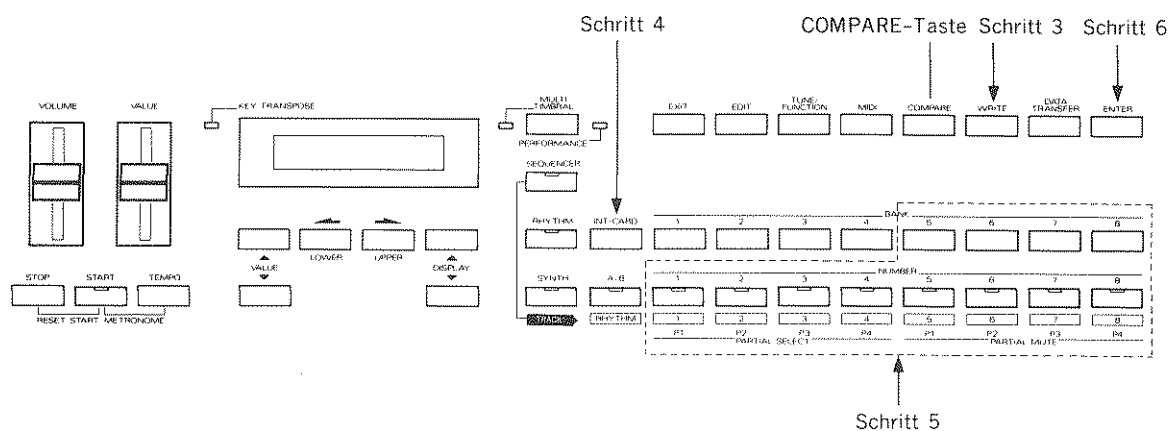 Schritt 4
COMPARE-Taste Schritt 3 Schritt 6
VOLUME VALUE
KEY TRANSPOSE
MULTI TIMBRAL
PERFORMANCE
EXIT EDIT TUNE/FUNCTION MIDI COMPARE WRITE DATA TRANSFER ENTER
SEQUENCER
RHYTHM INT-CARD
BANK
1 2 3 4 5 6 7 8
VALUE LOWER UPPER DISPLAY
STOP START TEMPO
RESET START METRONOME
SYNTH A-B
NUMBER
1 2 3 4 5 6 7 8
TRACK RHYTHM 1 2 3 4 5 6 7 8
P1 P2 P3 P4 P1 P2 P3 P4
PARTIAL SELECT PARTIAL MUTE
Schritt 5